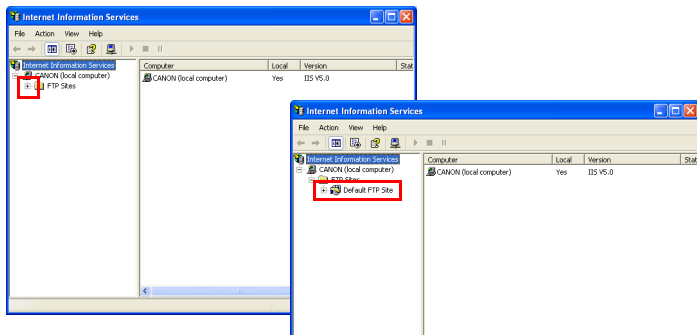 Internet Information Services
File Action View Help
Internet Information Services
CANON (local computer)
FTP Sites
Computer Local Version Stat
CANON (local computer) Yes IIS V5.0
Internet Information Services
File Action View Help
Internet Information Services
CANON (local computer)
FTP Sites
Default FTP Site
Computer Local Version Stat
CANON (local computer) Yes IIS V5.0